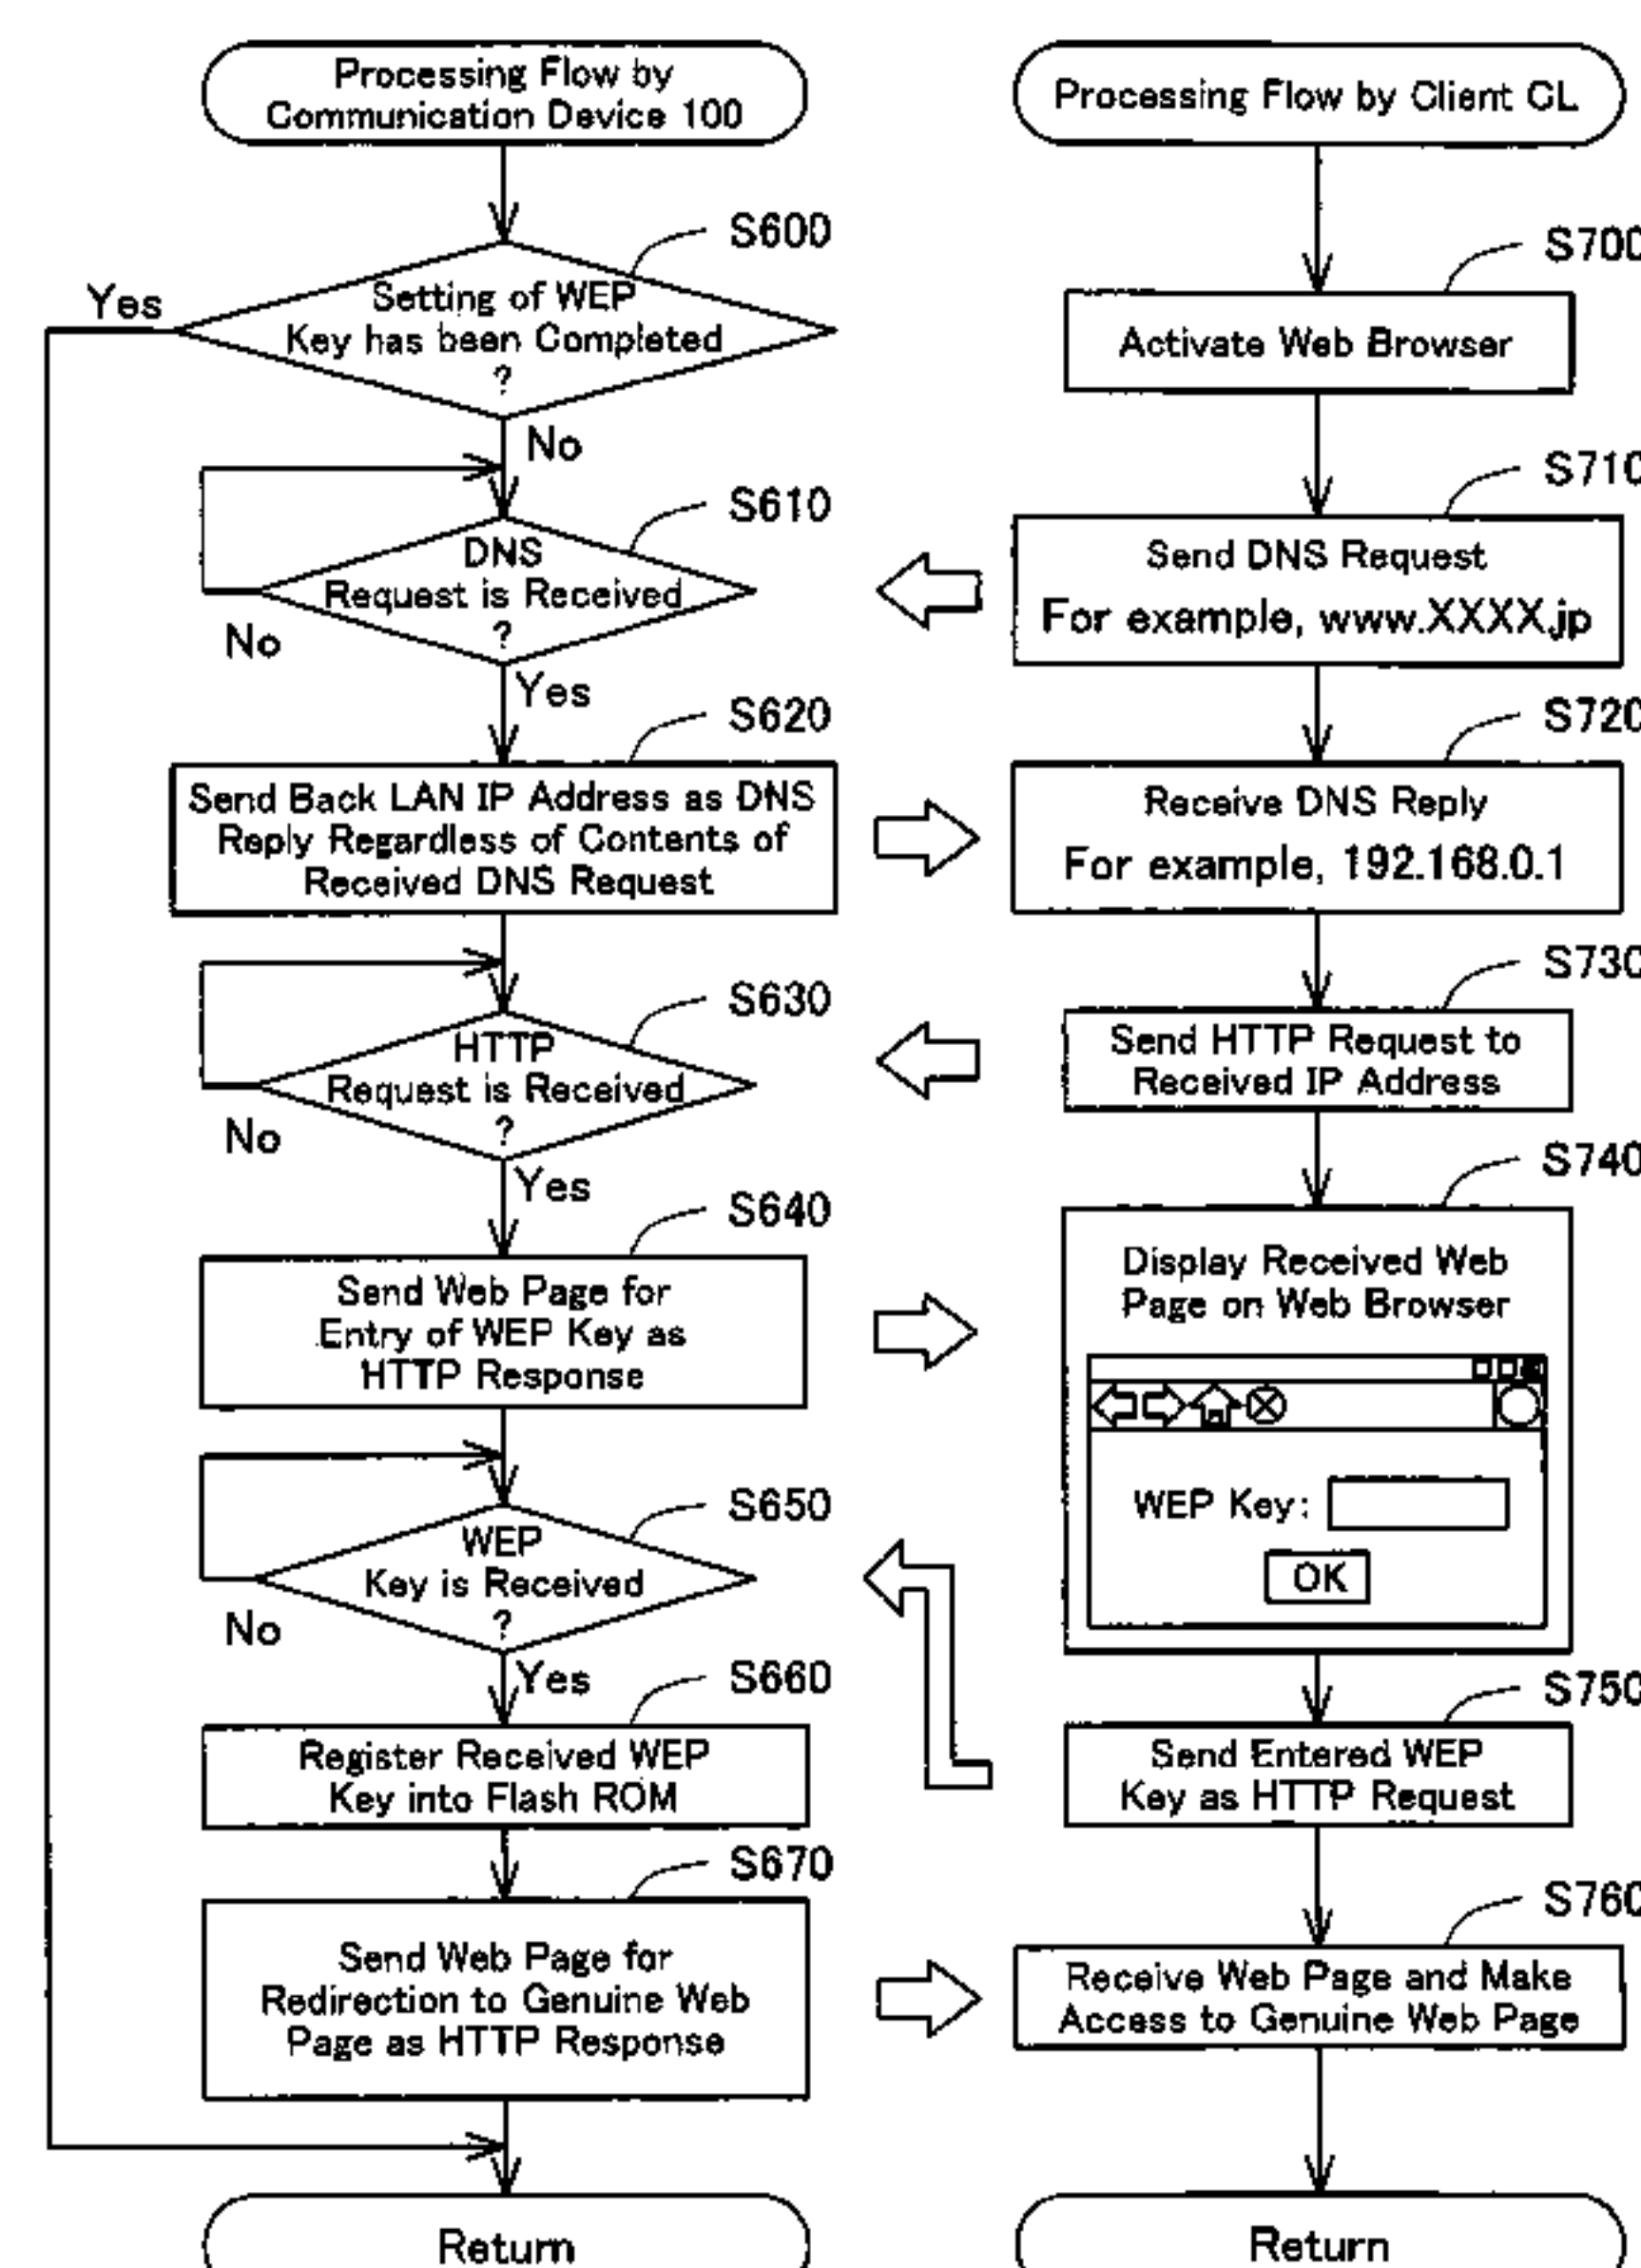 Processing Flow by
Communication Device 100
S600
Yes
Setting of WEP
Key has been Completed
?
No
S610
DNS
Request is Received
?
No
Yes
S620
Send Back LAN IP Address as DNS
Reply Regardless of Contents of
Received DNS Request
S630
HTTP
Request is Received
?
No
Yes
S640
Send Web Page for
Entry of WEP Key as
HTTP Response
S650
WEP
Key is Received
?
No
Yes
S660
Register Received WEP
Key into Flash ROM
S670
Send Web Page for
Redirection to Genuine Web
Page as HTTP Response
Return
Processing Flow by Client CL
S700
Activate Web Browser
S710
Send DNS Request
For example, www.XXXX.jp
S720
Receive DNS Reply
For example, 192.168.0.1
S730
Send HTTP Request to
Received IP Address
S740
Display Received Web
Page on Web Browser
WEP Key:
OK
S750
Send Entered WEP
Key as HTTP Request
S760
Receive Web Page and Make
Access to Genuine Web Page
Return